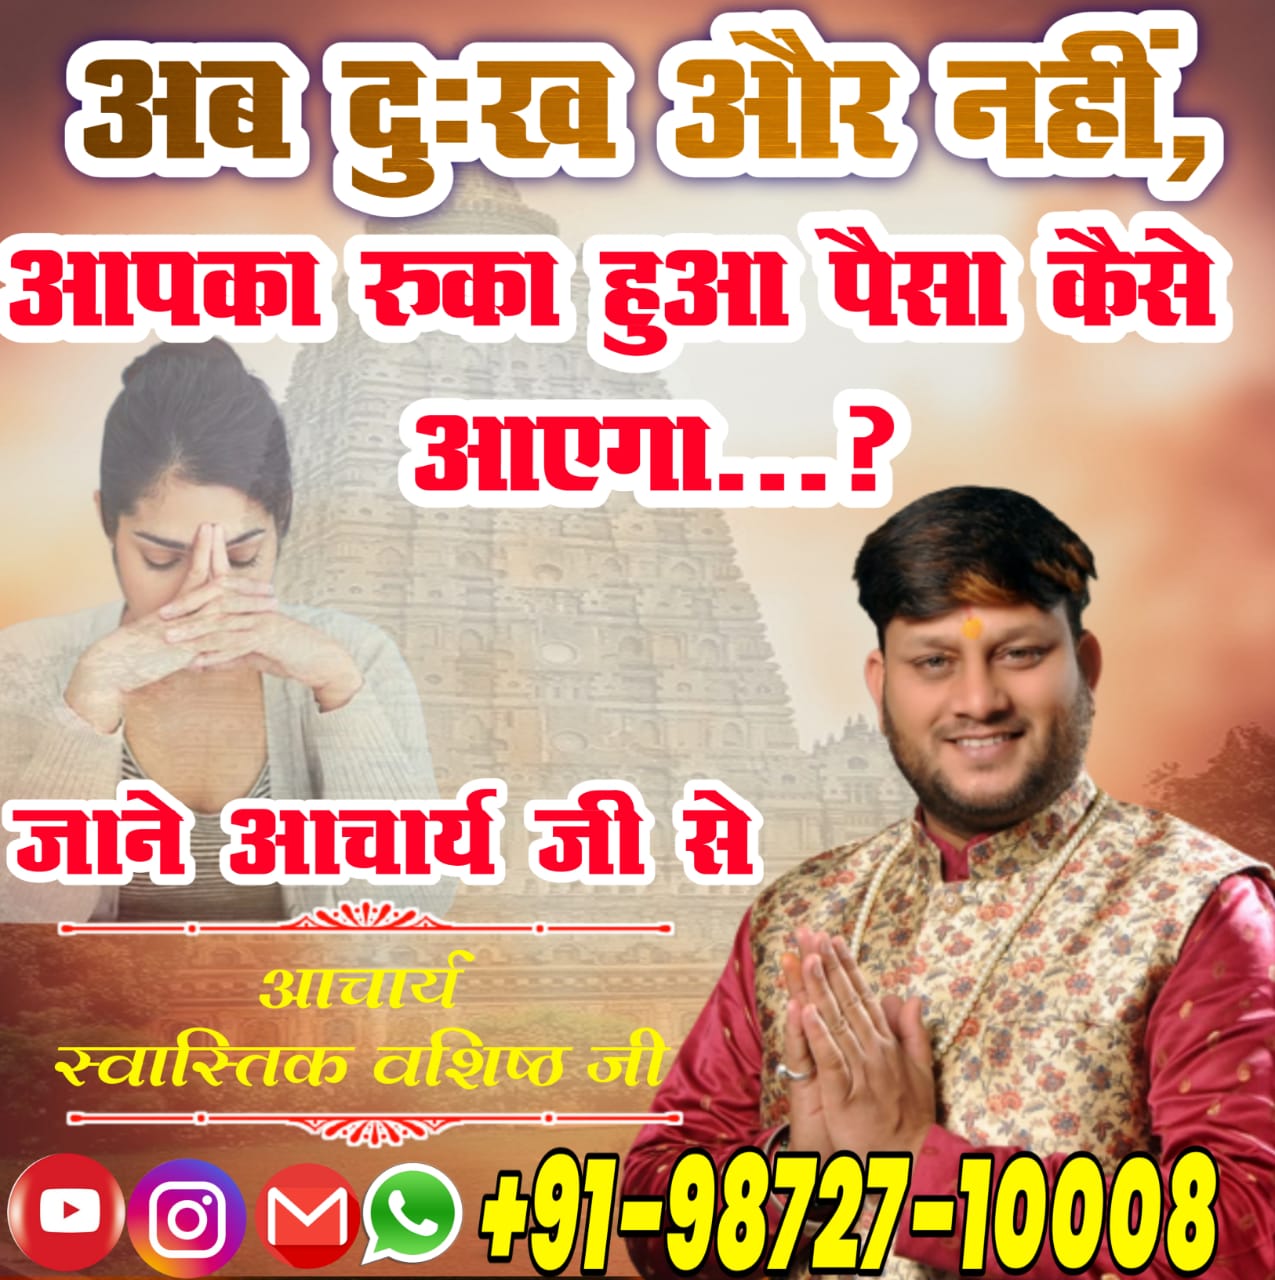 अब दुःख और नहीं,
आपका रुका हुआ पैसा कैसे
आएगा...?
जाने आचार्य जी से
आचार्य
स्वास्तिक वशिष्ठ जी
+91-98727-10008